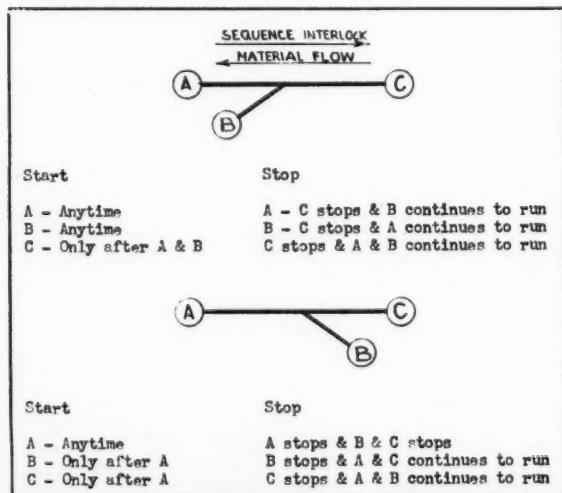 SEQUENCE INTERLOCK
MATERIAL FLOW
A
C
B
Start Stop
A - Anytime A - C stops & B continues to run
B - Anytime B - C stops & A continues to run
C - Only after A & B C stops & A & B continues to run
A
C
B
Start Stop
A - Anytime A stops & B & C stops
B - Only after A B stops & A & C continues to run
C - Only after A C stops & A & B continues to run